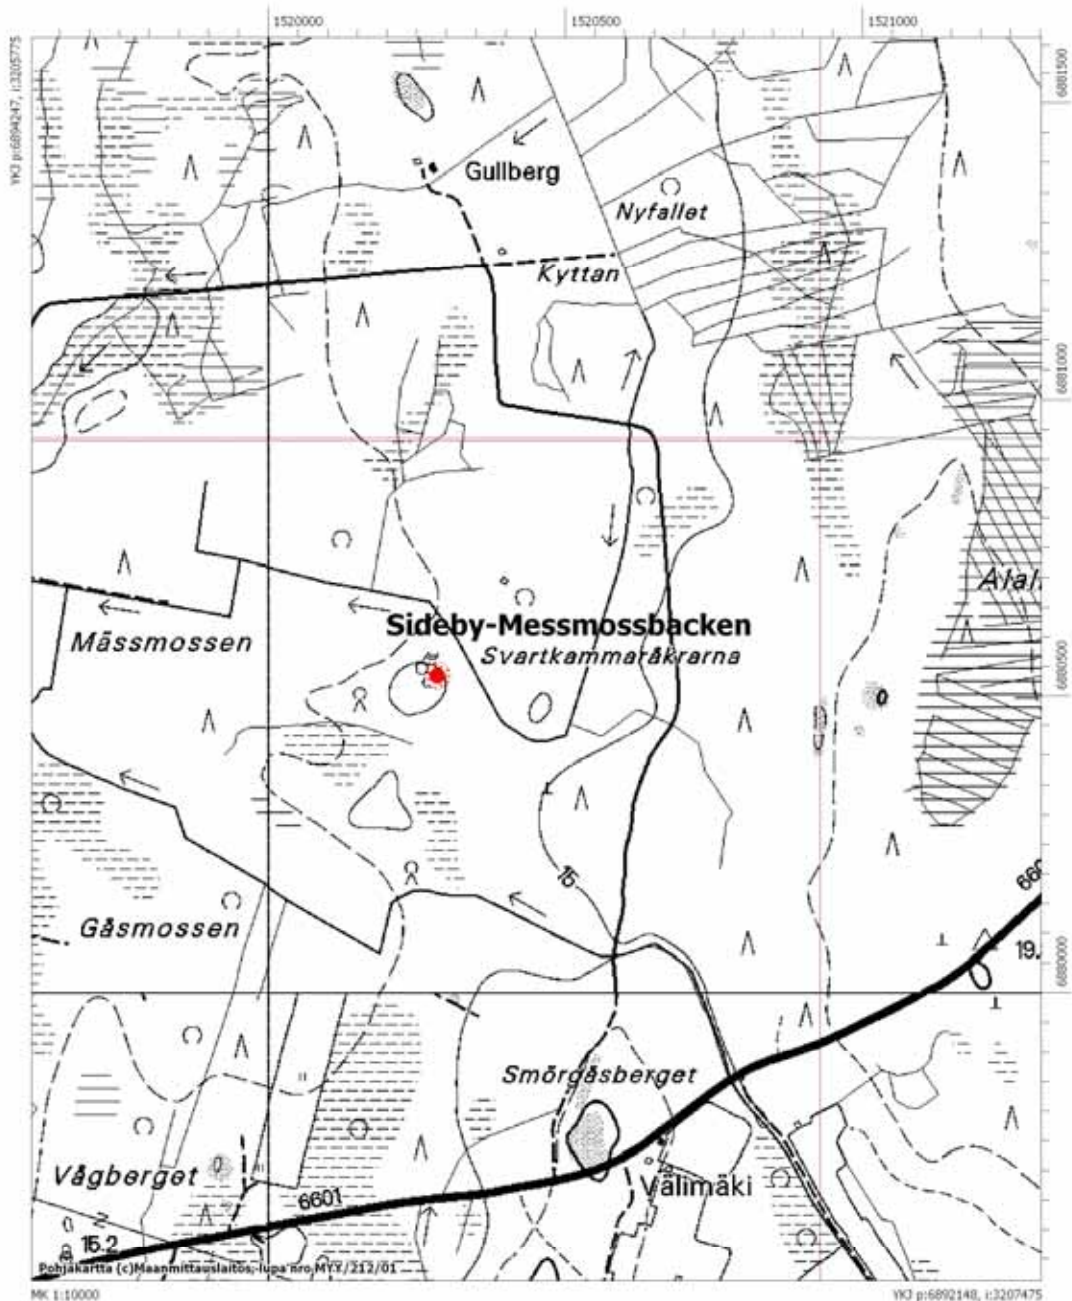 1520000
1520500
1521000
YKJ p:6894247, i:3205775
6881500
Gullberg
Nyfallet
Kyttan
6881000
Alal
Mässmossen
Sideby-Messmossbacken
Svartkammaråkrarna
6880500
15
660
19.
Gåsmossen
6880000
Smörgåsberget
Vågberget
Välimäki
6601
15.2
Pohjakartta (c)Maanmittauslaitos, lupa nro MYY/212/01
MK 1:10000
YKJ p:6892148, i:3207475